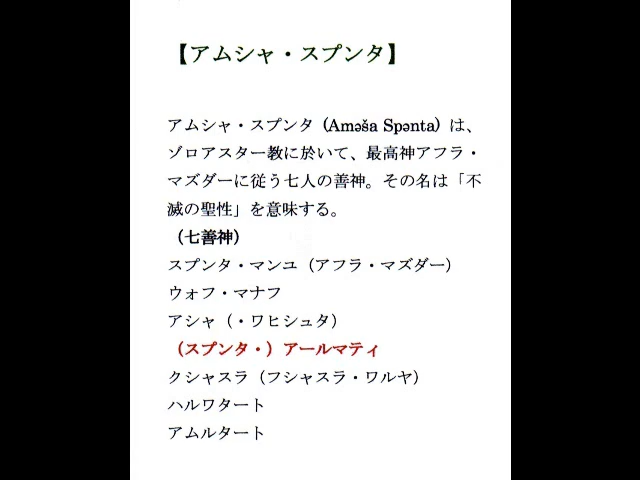 【アムシャ・スプンタ】
アムシャ・スプンタ (Aməša Spənta) は、
ゾロアスター教に於いて、最高神アフラ・
マズダーに従う七人の善神。その名は「不
滅の聖性」を意味する。
（七善神）
スプンタ・マンユ（アフラ・マズダー）
ウォフ・マナフ
アシャ（・ワヒシュタ）
（スプンタ・）アールマティ
クシャスラ（フシャスラ・ワルヤ）
ハルワタート
アムルタート